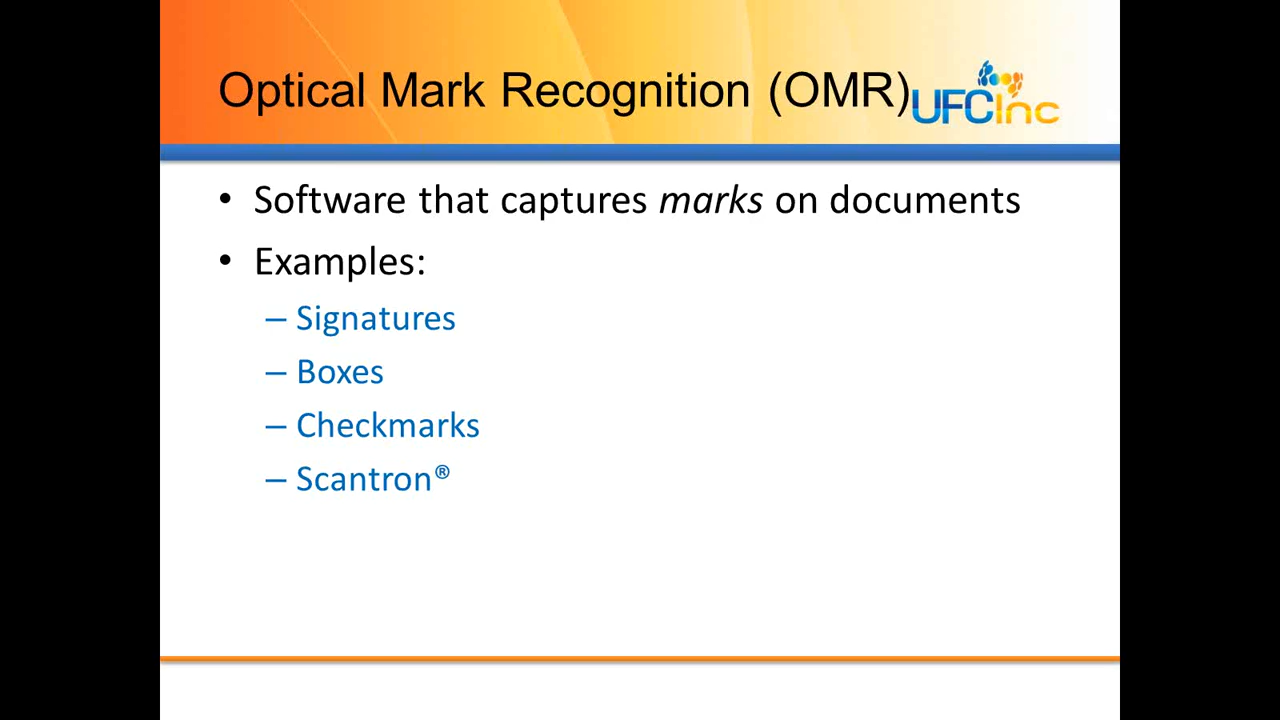 Optical Mark Recognition (OMR)
UFCInc
• Software that captures marks on documents
• Examples:
– Signatures
– Boxes
– Checkmarks
– Scantron®